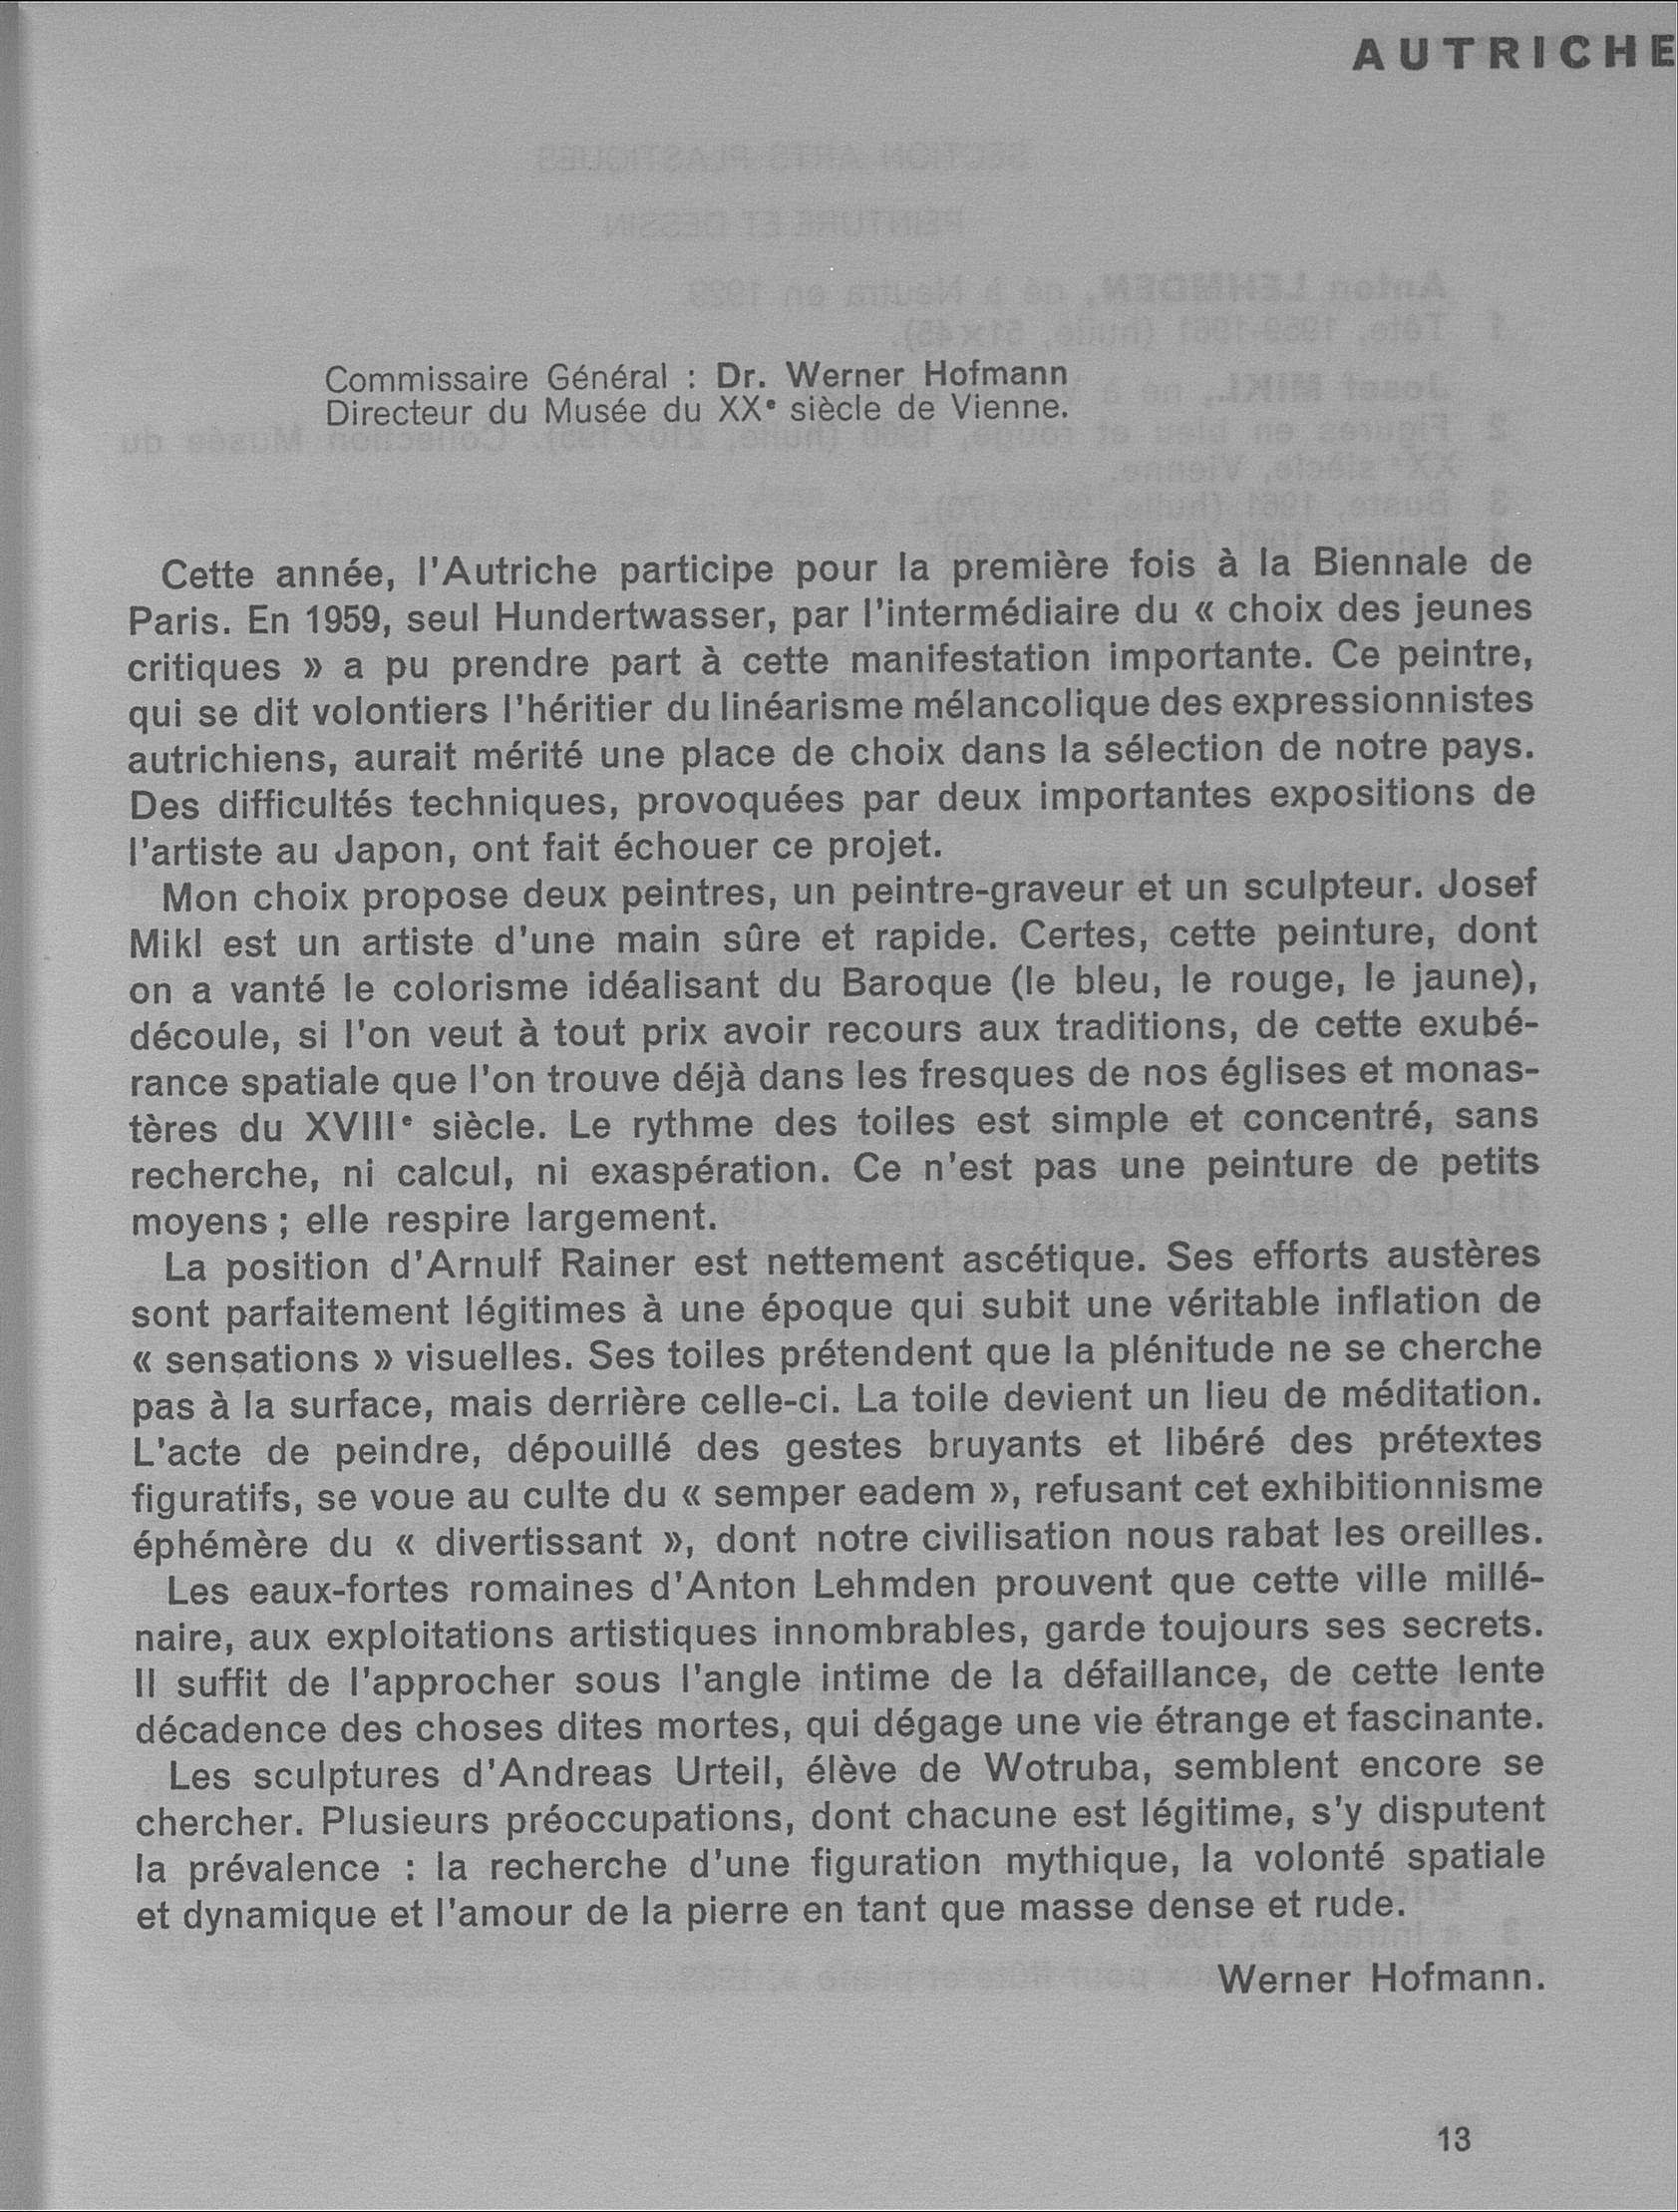 AUTRICHE
Commissaire Général : Dr. Werner Hofmann
Directeur du Musée du XXe siècle de Vienne.
Cette année, l'Autriche participe pour la première fois à la Biennale de
Paris. En 1959, seul Hundertwasser, par l'intermédiaire du « choix des jeunes
critiques » a pu prendre part à cette manifestation importante. Ce peintre,
qui se dit volontiers l'héritier du linéarisme mélancolique des expressionnistes
autrichiens, aurait mérité une place de choix dans la sélection de notre pays.
Des difficultés techniques, provoquées par deux importantes expositions de
l'artiste au Japon, ont fait échouer ce projet.
Mon choix propose deux peintres, un peintre-graveur et un sculpteur. Josef
Mikl est un artiste d'une main sûre et rapide. Certes, cette peinture, dont
on a vanté le colorisme idéalisant du Baroque (le bleu, le rouge, le jaune),
découle, si l'on veut à tout prix avoir recours aux traditions, de cette exubé-
rance spatiale que l'on trouve déjà dans les fresques de nos églises et monas-
tères du XVIIIe siècle. Le rythme des toiles est simple et concentré, sans
recherche, ni calcul, ni exaspération. Ce n'est pas une peinture de petits
moyens ; elle respire largement.
La position d'Arnulf Rainer est nettement ascétique. Ses efforts austères
sont parfaitement légitimes à une époque qui subit une véritable inflation de
« sensations » visuelles. Ses toiles prétendent que la plénitude ne se cherche
pas à la surface, mais derrière celle-ci. La toile devient un lieu de méditation.
L'acte de peindre, dépouillé des gestes bruyants et libéré des prétextes
figuratifs, se voue au culte du « semper eadem », refusant cet exhibitionnisme
éphémère du « divertissant », dont notre civilisation nous rabat les oreilles.
Les eaux-fortes romaines d'Anton Lehmden prouvent que cette ville millé-
naire, aux exploitations artistiques innombrables, garde toujours ses secrets.
Il suffit de l'approcher sous l'angle intime de la défaillance, de cette lente
décadence des choses dites mortes, qui dégage une vie étrange et fascinante.
Les sculptures d'Andreas Urteil, élève de Wotruba, semblent encore se
chercher. Plusieurs préoccupations, dont chacune est légitime, s'y disputent
la prévalence : la recherche d'une figuration mythique, la volonté spatiale
et dynamique et l'amour de la pierre en tant que masse dense et rude.
Werner Hofmann.
13